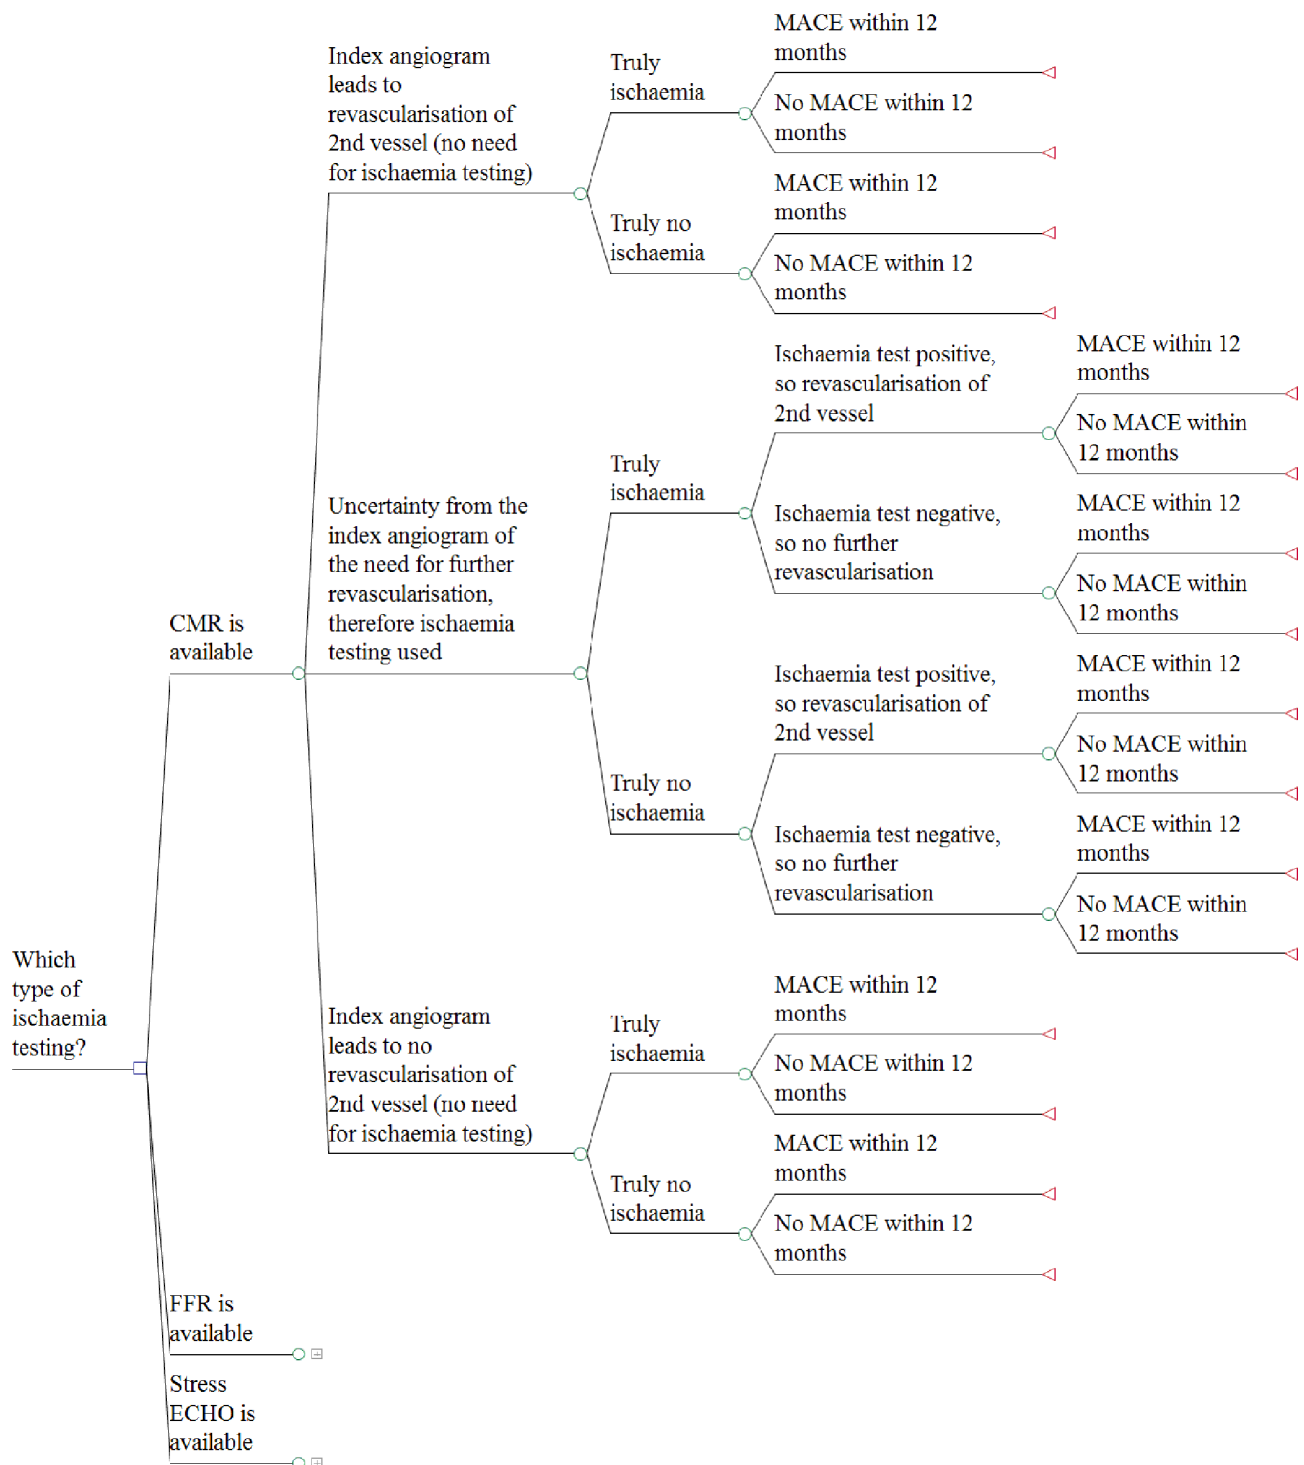 Which
type of
ischaemia
testing?
CMR is
available
Index angiogram
leads to
revascularisation of
2nd vessel (no need
for ischaemia testing)
Truly
ischaemia
MACE within 12
months
No MACE within 12
months
Truly no
ischaemia
MACE within 12
months
No MACE within 12
months
Uncertainty from the
index angiogram of
the need for further
revascularisation,
therefore ischaemia
testing used
Truly
ischaemia
Ischaemia test positive,
so revascularisation of
2nd vessel
MACE within 12
months
No MACE within
12 months
Ischaemia test negative,
so no further
revascularisation
MACE within 12
months
No MACE within
12 months
Truly no
ischaemia
Ischaemia test positive,
so revascularisation of
2nd vessel
MACE within 12
months
No MACE within
12 months
Ischaemia test negative,
so no further
revascularisation
MACE within 12
months
No MACE within
12 months
Index angiogram
leads to no
revascularisation of
2nd vessel (no need
for ischaemia testing)
Truly
ischaemia
MACE within 12
months
No MACE within 12
months
Truly no
ischaemia
MACE within 12
months
No MACE within 12
months
FFR is
available
Stress
ECHO is
available